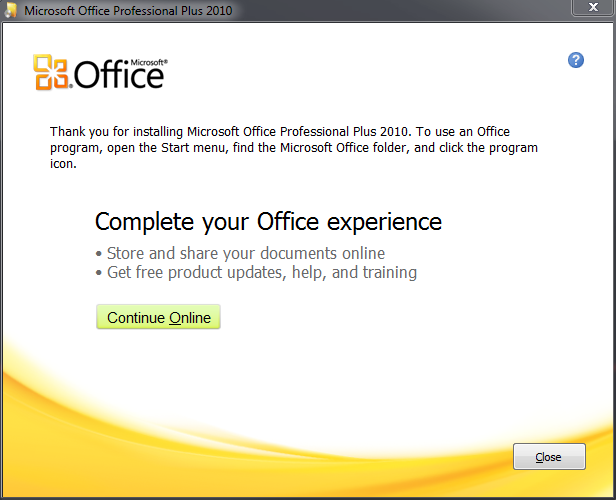 Microsoft Office Professional Plus 2010
Microsoft®
Office
Thank you for installing Microsoft Office Professional Plus 2010. To use an Office
program, open the Start menu, find the Microsoft Office folder, and click the program
icon.
Complete your Office experience
• Store and share your documents online
• Get free product updates, help, and training
Continue Online
Close